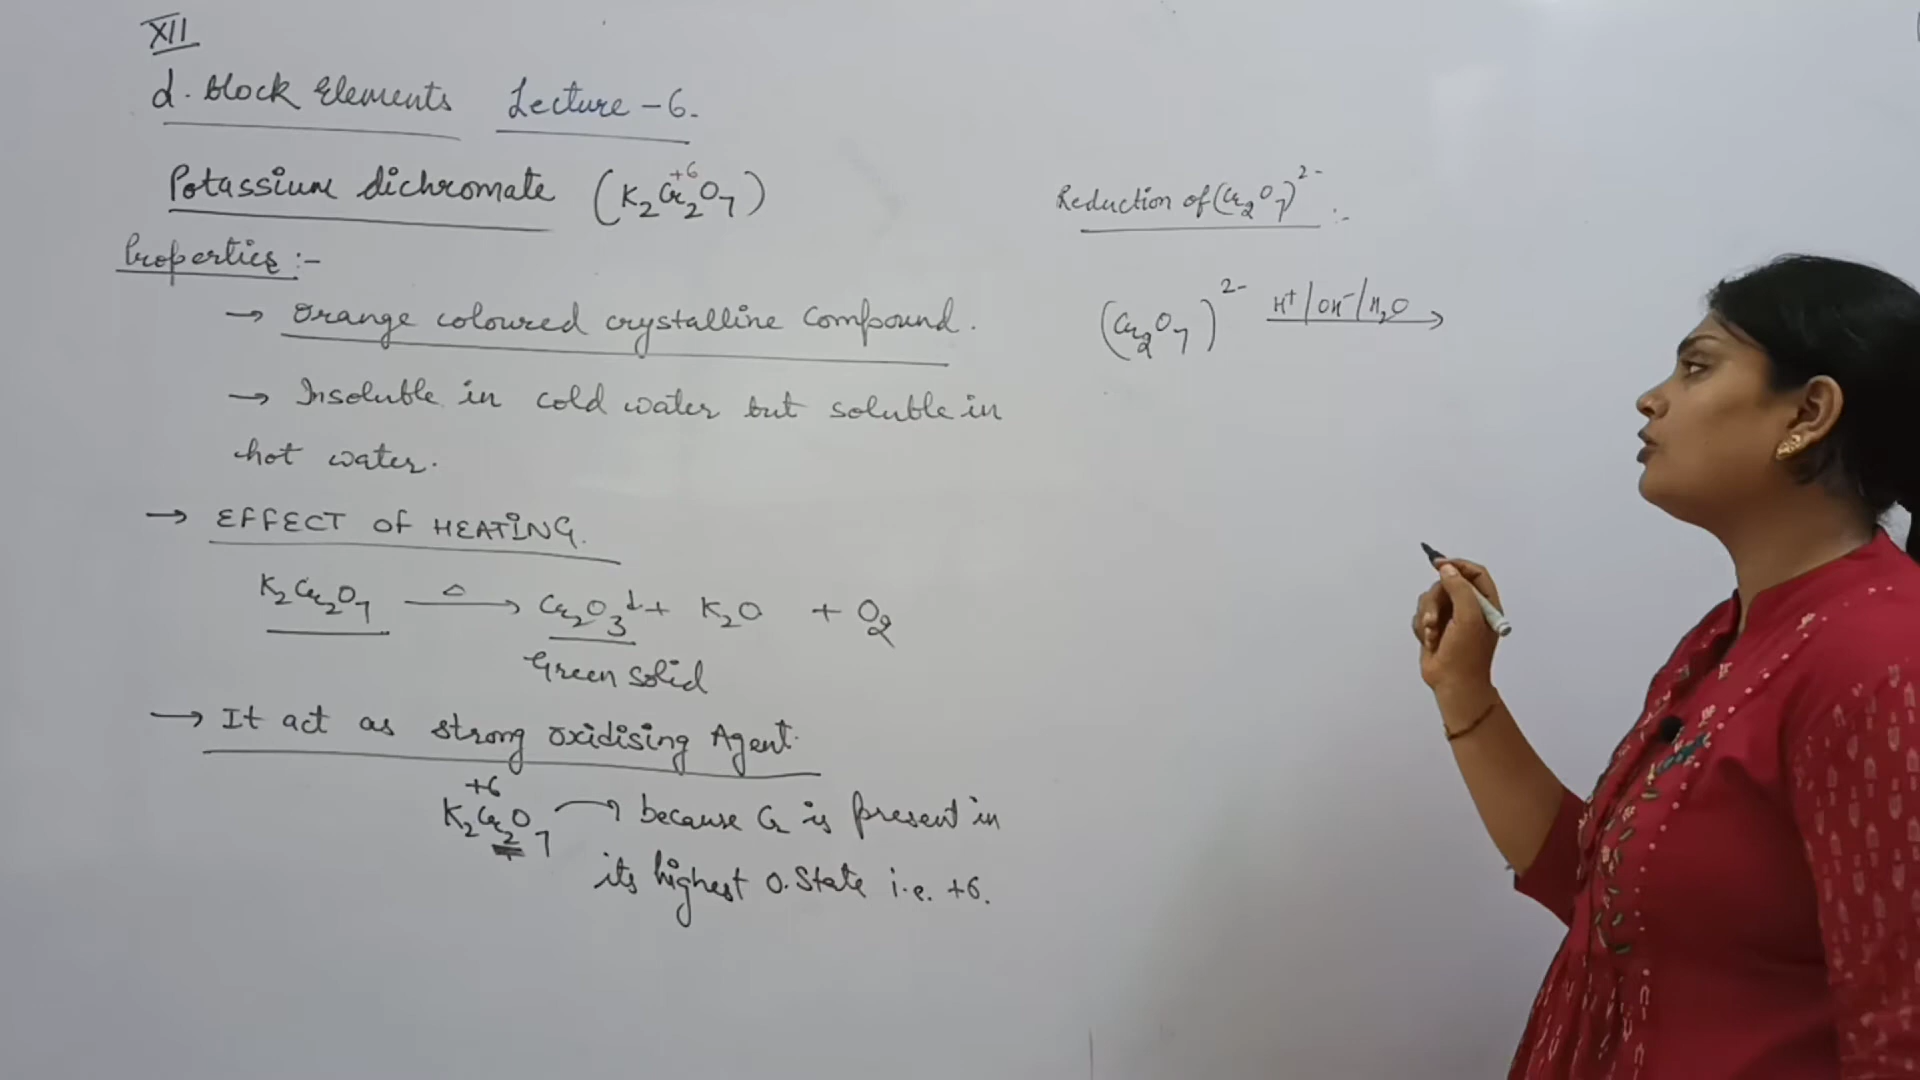 XII
d. Block Elements Lecture - 6.
Potassium dichromate (K₂Cr₂O₇) +6
Properties :-
→ Orange coloured crystalline compound.
→ Insoluble in cold water but soluble in
hot water.
→ EFFECT OF HEATING.
K₂Cr₂O₇ —Δ→ Cr₂O₃↓ + K₂O + O₂
Green solid
→ It act as strong oxidising Agent.
+6
K₂Cr₂O₇ → because Cr is present in
its highest O. State i.e. +6.
Reduction of (Cr₂O₇)²⁻ :-
(Cr₂O₇)²⁻ H⁺/OH⁻/H₂O →